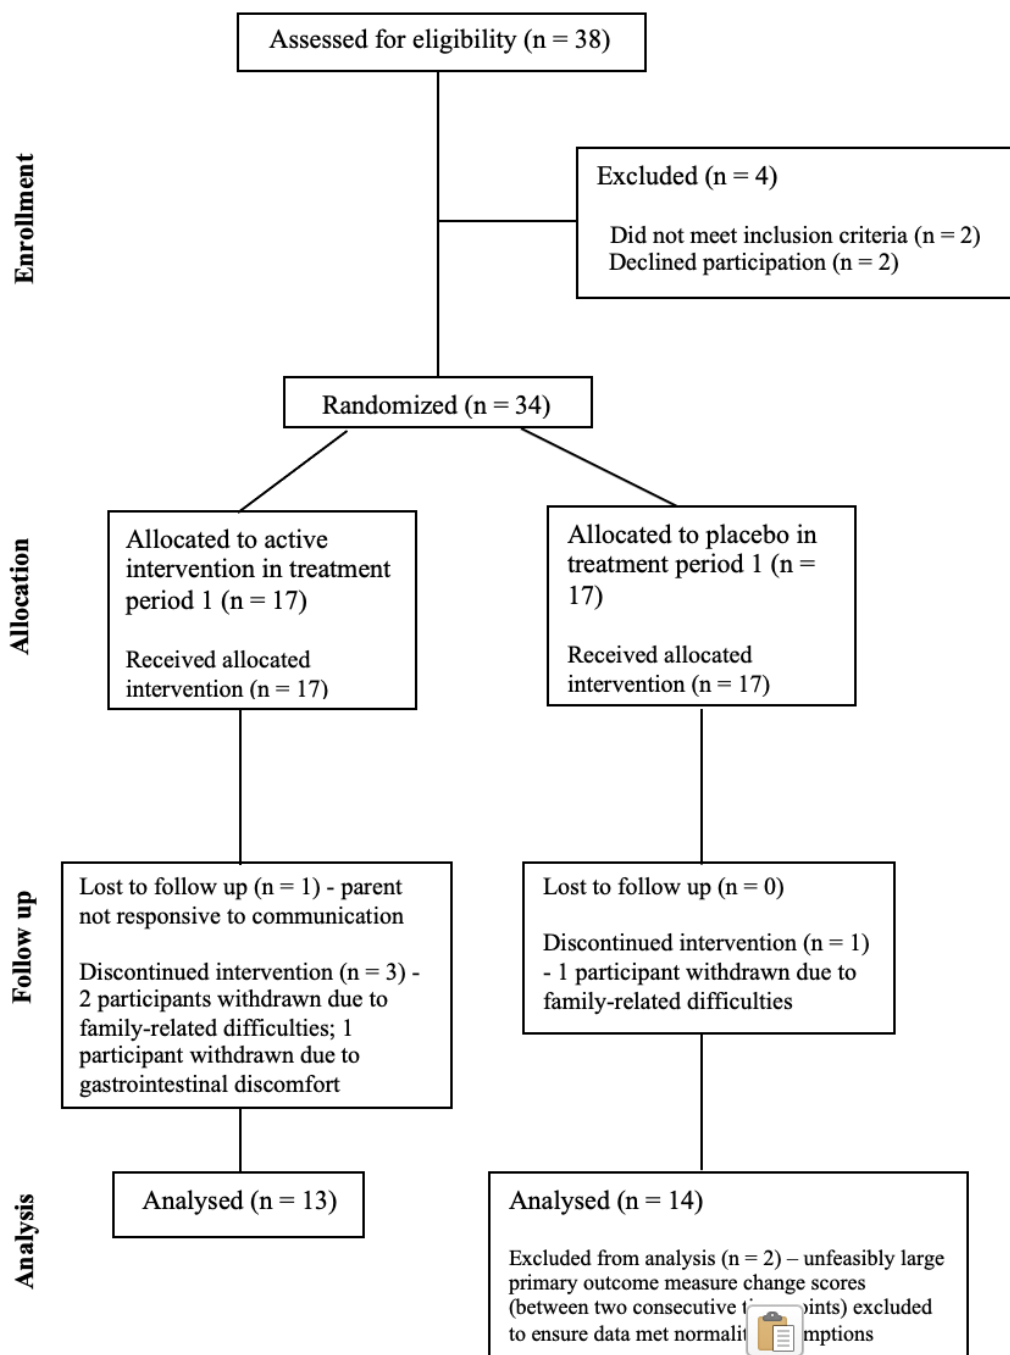 Assessed for eligibility (n = 38)
Enrollment
Excluded (n = 4)
Did not meet inclusion criteria (n = 2)
Declined participation (n = 2)
Randomized (n = 34)
Allocation
Allocated to active
intervention in treatment
period 1 (n = 17)
Received allocated
intervention (n = 17)
Allocated to placebo in
treatment period 1 (n =
17)
Received allocated
intervention (n = 17)
Follow up
Lost to follow up (n = 1) - parent
not responsive to communication
Discontinued intervention (n = 3) -
2 participants withdrawn due to
family-related difficulties; 1
participant withdrawn due to
gastrointestinal discomfort
Lost to follow up (n = 0)
Discontinued intervention (n = 1)
- 1 participant withdrawn due to
family-related difficulties
Analysis
Analysed (n = 13)
Analysed (n = 14)
Excluded from analysis (n = 2) – unfeasibly large
primary outcome measure change scores
(between two consecutive excluded
to ensure data met